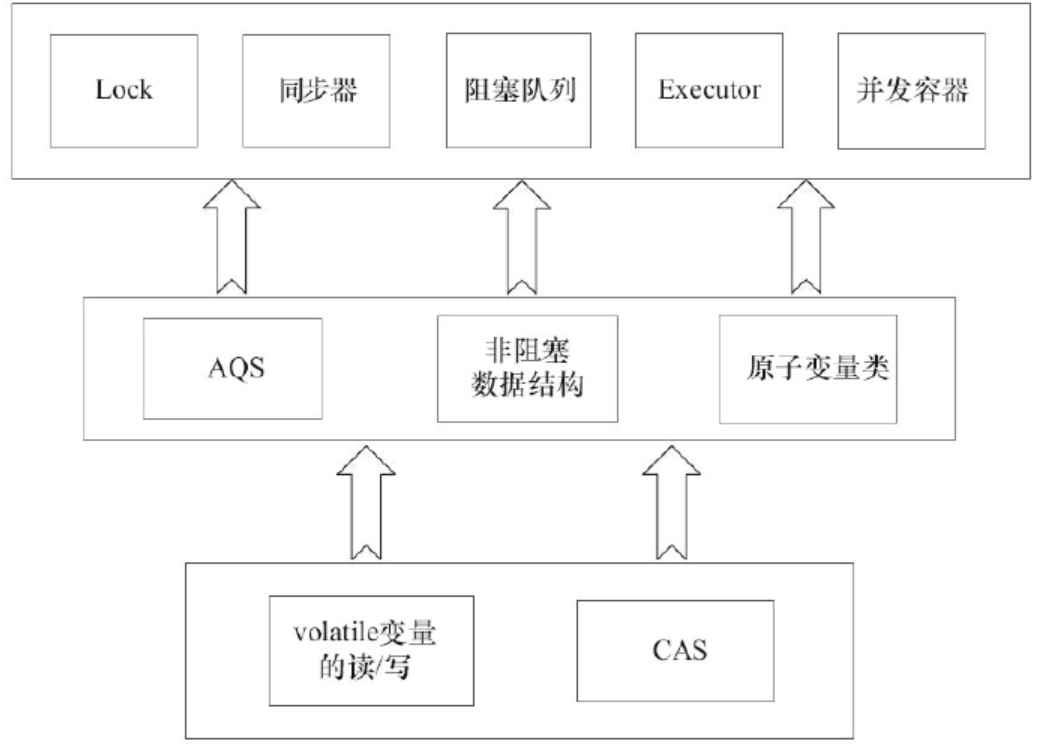 Lock
同步器
阻塞队列
Executor
并发容器
AQS
非阻塞
数据结构
原子变量类
volatile变量
的读/写
CAS